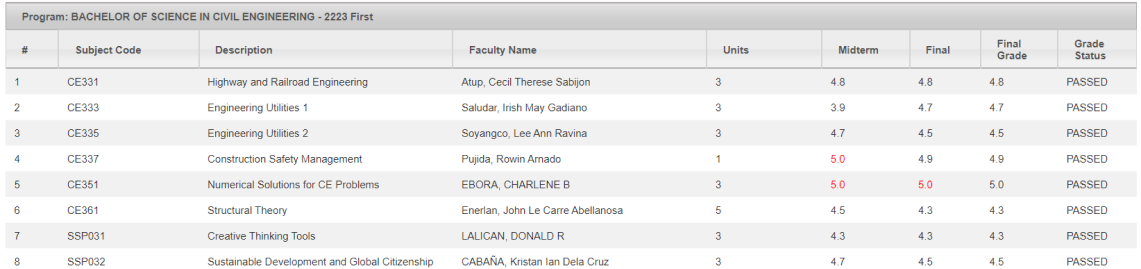 Program: BACHELOR OF SCIENCE IN CIVIL ENGINEERING - 2223 First
# Subject Code Description Faculty Name Units Midterm Final Final Grade Grade Status
1 CE331 Highway and Railroad Engineering Atup, Cecil Therese Sabijon 3 4.8 4.8 4.8 PASSED
2 CE333 Engineering Utilities 1 Saludar, Irish May Gadiano 3 3.9 4.7 4.7 PASSED
3 CE335 Engineering Utilities 2 Soyangco, Lee Ann Ravina 3 4.7 4.5 4.5 PASSED
4 CE337 Construction Safety Management Pujida, Rowin Arnado 1 5.0 4.9 4.9 PASSED
5 CE351 Numerical Solutions for CE Problems EBORA, CHARLENE B 3 5.0 5.0 5.0 PASSED
6 CE361 Structural Theory Enerlan, John Le Carre Abellanosa 5 4.5 4.3 4.3 PASSED
7 SSP031 Creative Thinking Tools LALICAN, DONALD R 3 4.3 4.3 4.3 PASSED
8 SSP032 Sustainable Development and Global Citizenship CABAÑA, Kristan Ian Dela Cruz 3 4.7 4.5 4.5 PASSED